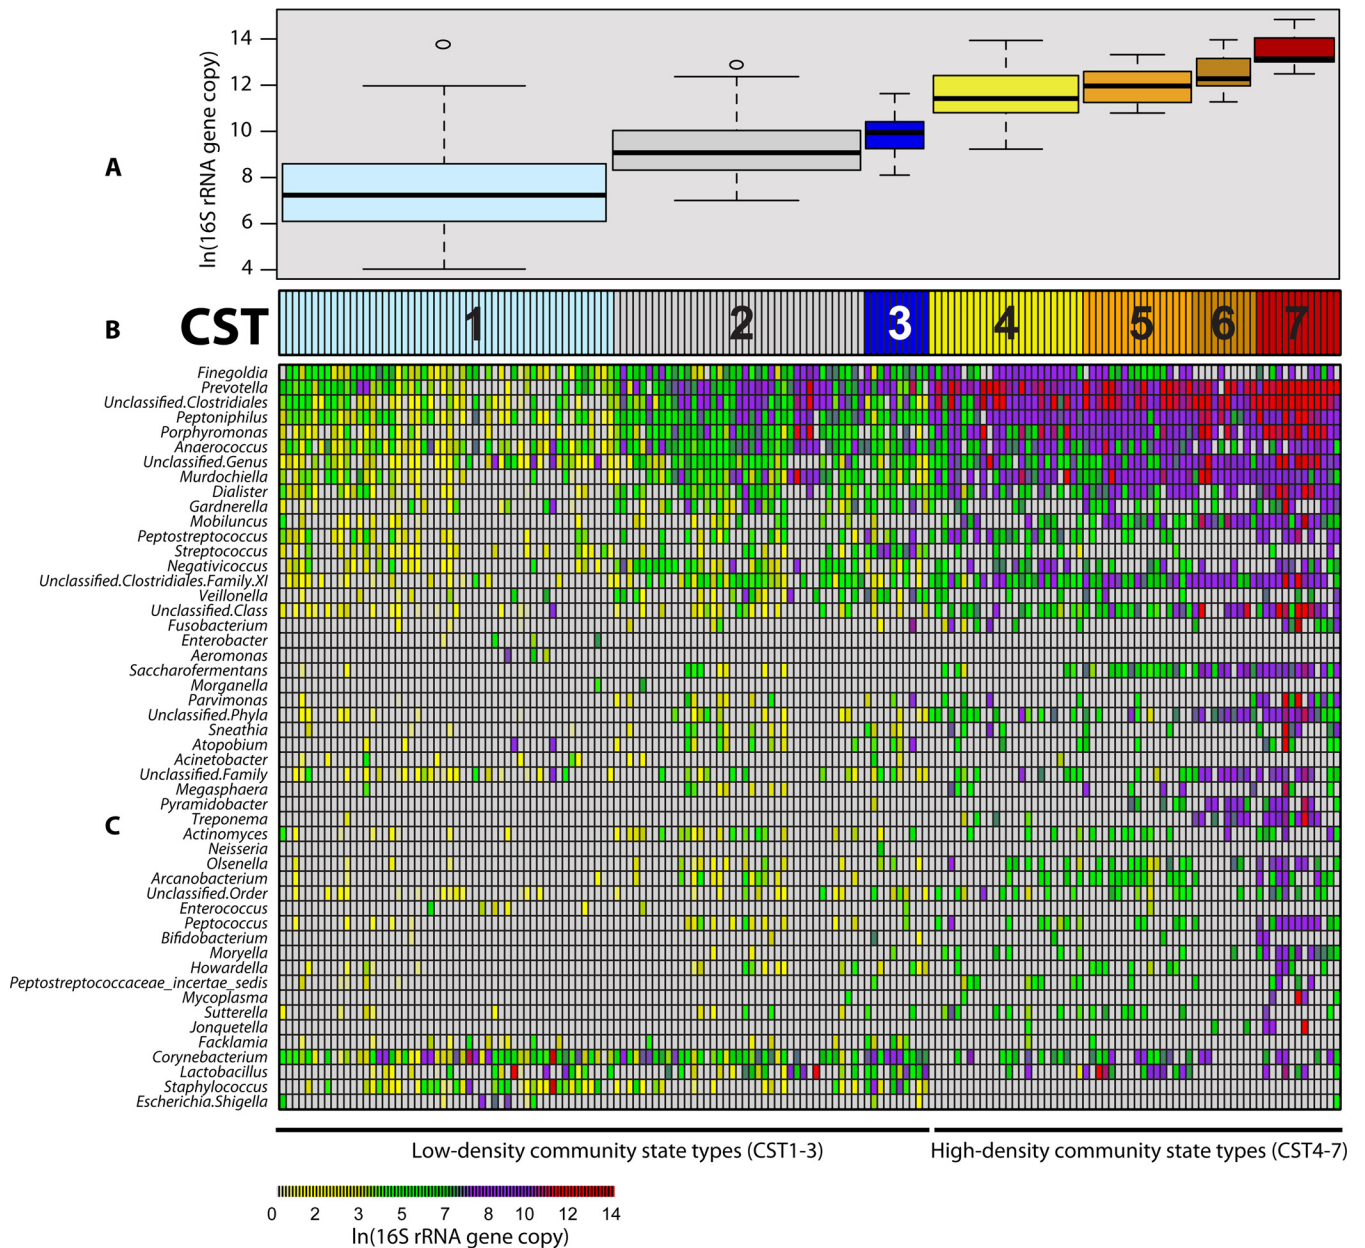 14
12
10
8
6
4
ln(16S rRNA gene copy)
A
B
CST
1
2
3
4
5
6
7
C
Finegoldia
Prevotella
Unclassified.Clostridiales
Peptoniphilus
Porphyromonas
Anaerococcus
Unclassified.Genus
Murdochiella
Dialister
Gardnerella
Mobiluncus
Peptostreptococcus
Streptococcus
Negativicoccus
Unclassified.Clostridiales.Family.XI
Veillonella
Unclassified.Class
Fusobacterium
Enterobacter
Aeromonas
Saccharofermentans
Morganella
Parvimonas
Unclassified.Phyla
Sneathia
Atopobium
Acinetobacter
Unclassified.Family
Megasphaera
Pyramidobacter
Treponema
Actinomyces
Neisseria
Olsenella
Arcanobacterium
Unclassified.Order
Enterococcus
Peptococcus
Bifidobacterium
Moryella
Howardella
Peptostreptococcaceae_incertae_sedis
Mycoplasma
Sutterella
Jonquetella
Facklamia
Corynebacterium
Lactobacillus
Staphylococcus
Escherichia.Shigella
Low-density community state types (CST1-3)
High-density community state types (CST4-7)
0 2 3 5 7 8 10 12 14
ln(16S rRNA gene copy)